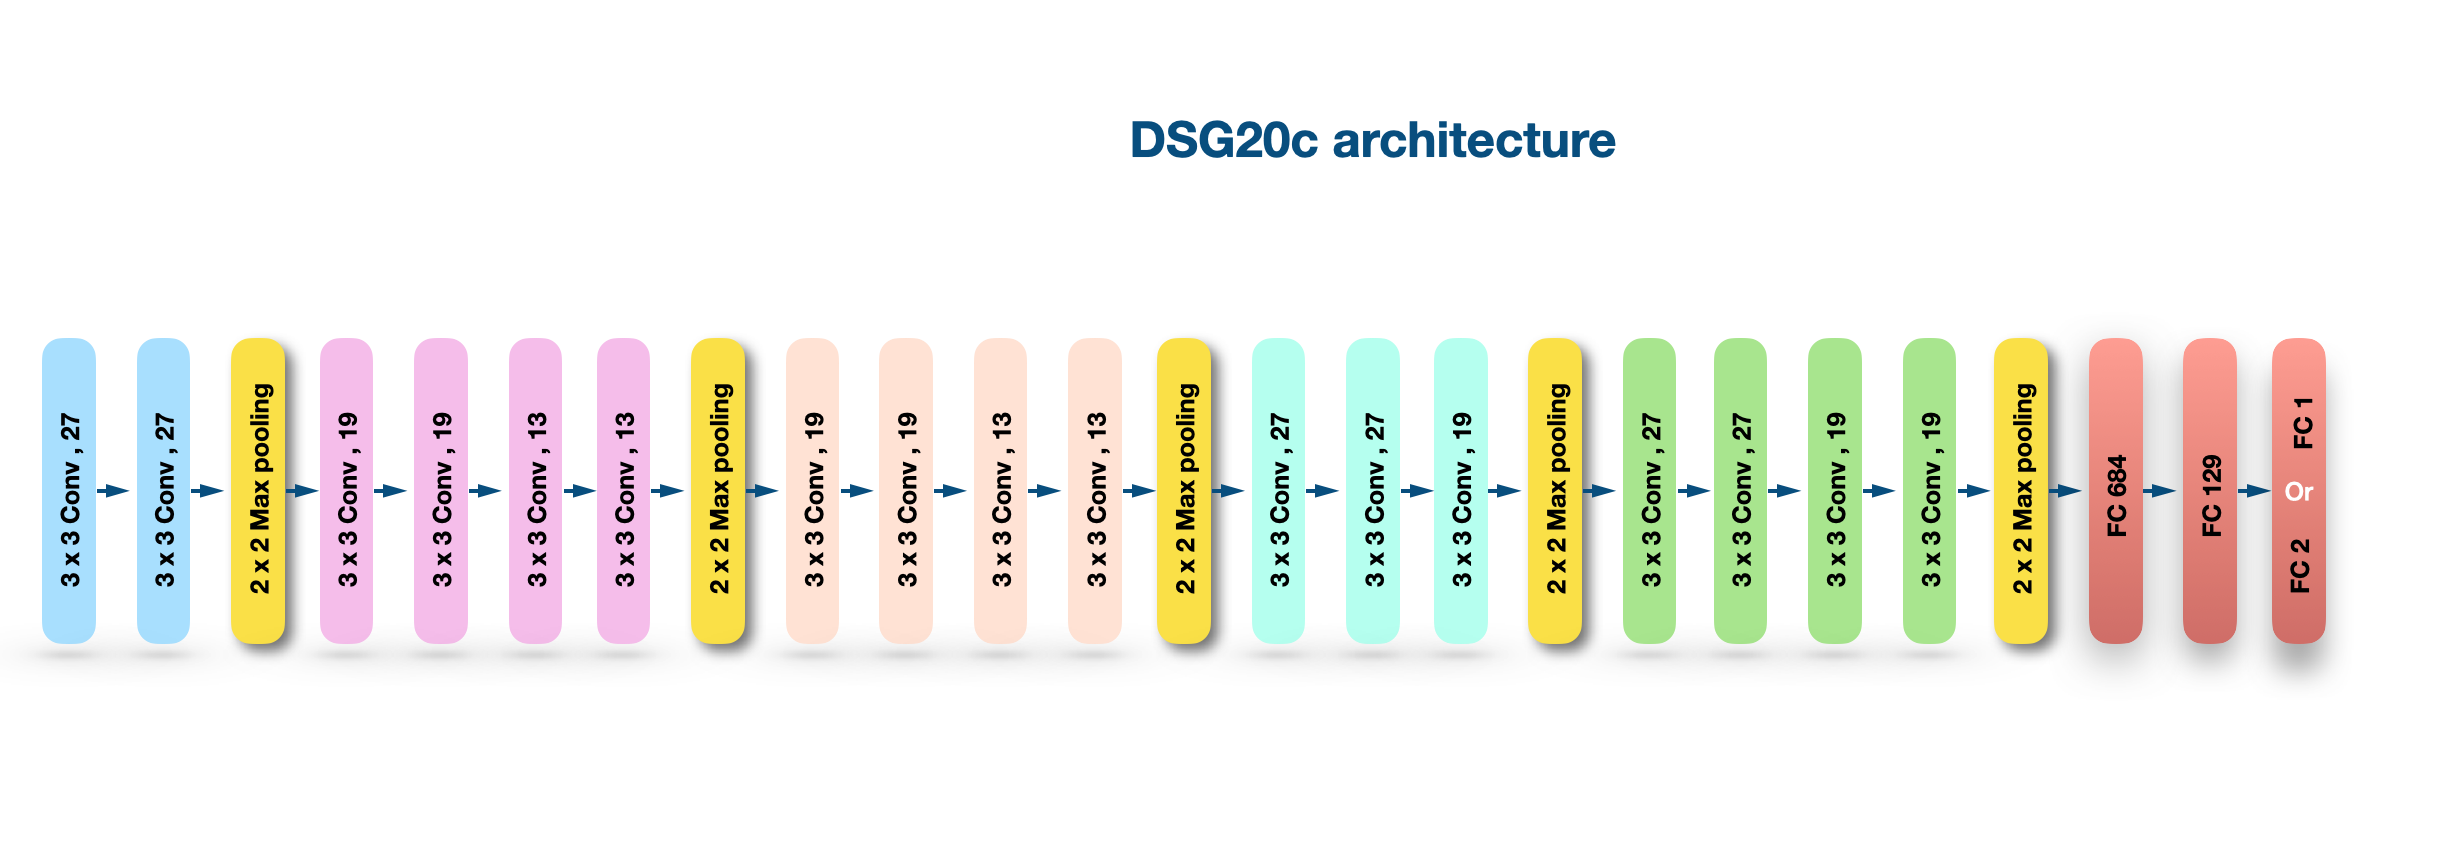 DSG20c architecture
3 x 3 Conv , 27
3 x 3 Conv , 27
2 x 2 Max pooling
3 x 3 Conv , 19
3 x 3 Conv , 19
3 x 3 Conv , 13
3 x 3 Conv , 13
2 x 2 Max pooling
3 x 3 Conv , 19
3 x 3 Conv , 19
3 x 3 Conv , 13
3 x 3 Conv , 13
2 x 2 Max pooling
3 x 3 Conv , 27
3 x 3 Conv , 27
3 x 3 Conv , 19
2 x 2 Max pooling
3 x 3 Conv , 27
3 x 3 Conv , 27
3 x 3 Conv , 19
3 x 3 Conv , 19
2 x 2 Max pooling
FC 684
FC 129
FC 2 Or FC 1